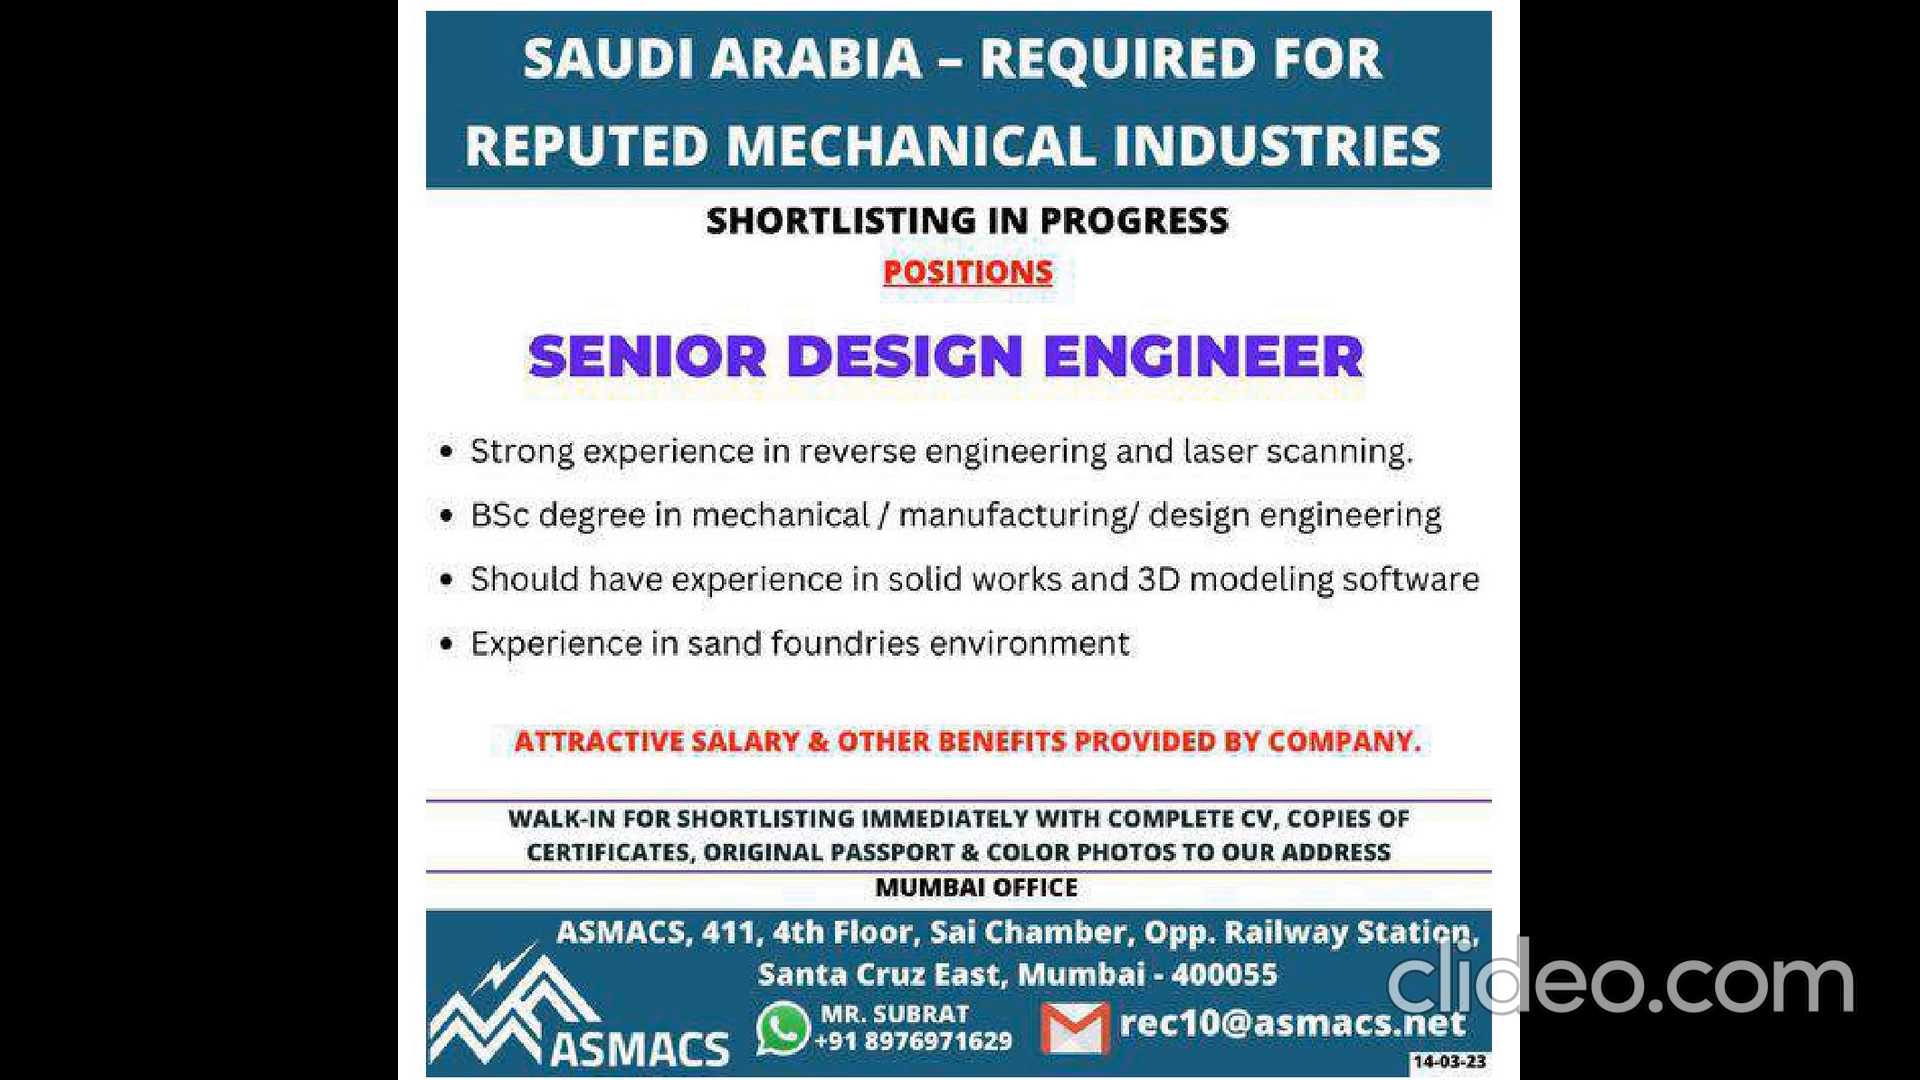 SAUDI ARABIA – REQUIRED FOR
REPUTED MECHANICAL INDUSTRIES
SHORTLISTING IN PROGRESS
POSITIONS
SENIOR DESIGN ENGINEER
• Strong experience in reverse engineering and laser scanning.
• BSc degree in mechanical / manufacturing/ design engineering
• Should have experience in solid works and 3D modeling software
• Experience in sand foundries environment
ATTRACTIVE SALARY & OTHER BENEFITS PROVIDED BY COMPANY.
WALK-IN FOR SHORTLISTING IMMEDIATELY WITH COMPLETE CV, COPIES OF
CERTIFICATES, ORIGINAL PASSPORT & COLOR PHOTOS TO OUR ADDRESS
MUMBAI OFFICE
ASMACS, 411, 4th Floor, Sai Chamber, Opp. Railway Station,
Santa Cruz East, Mumbai - 400055
MR. SUBRAT
+91 8976971629
rec10@asmacs.net
ASMACS
14-03-23
clideo.com